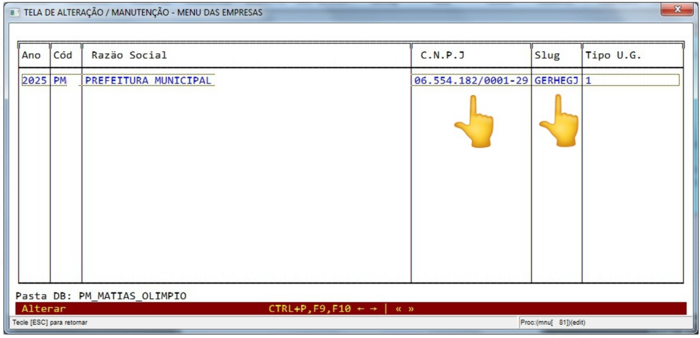 TELA DE ALTERAÇÃO / MANUTENÇÃO - MENU DAS EMPRESAS
Ano Cód Razão Social C.N.P.J Slug Tipo U.G.
2025 PM PREFEITURA MUNICIPAL 06.554.182/0001-29 GERHEGJ 1
Pasta DB: PM_MATIAS_OLIMPIO
Alterar CTRL+P,F9,F10 ← → | « »
Tecle [ESC] para retornar Proc:(mnu[ 81])(edit)